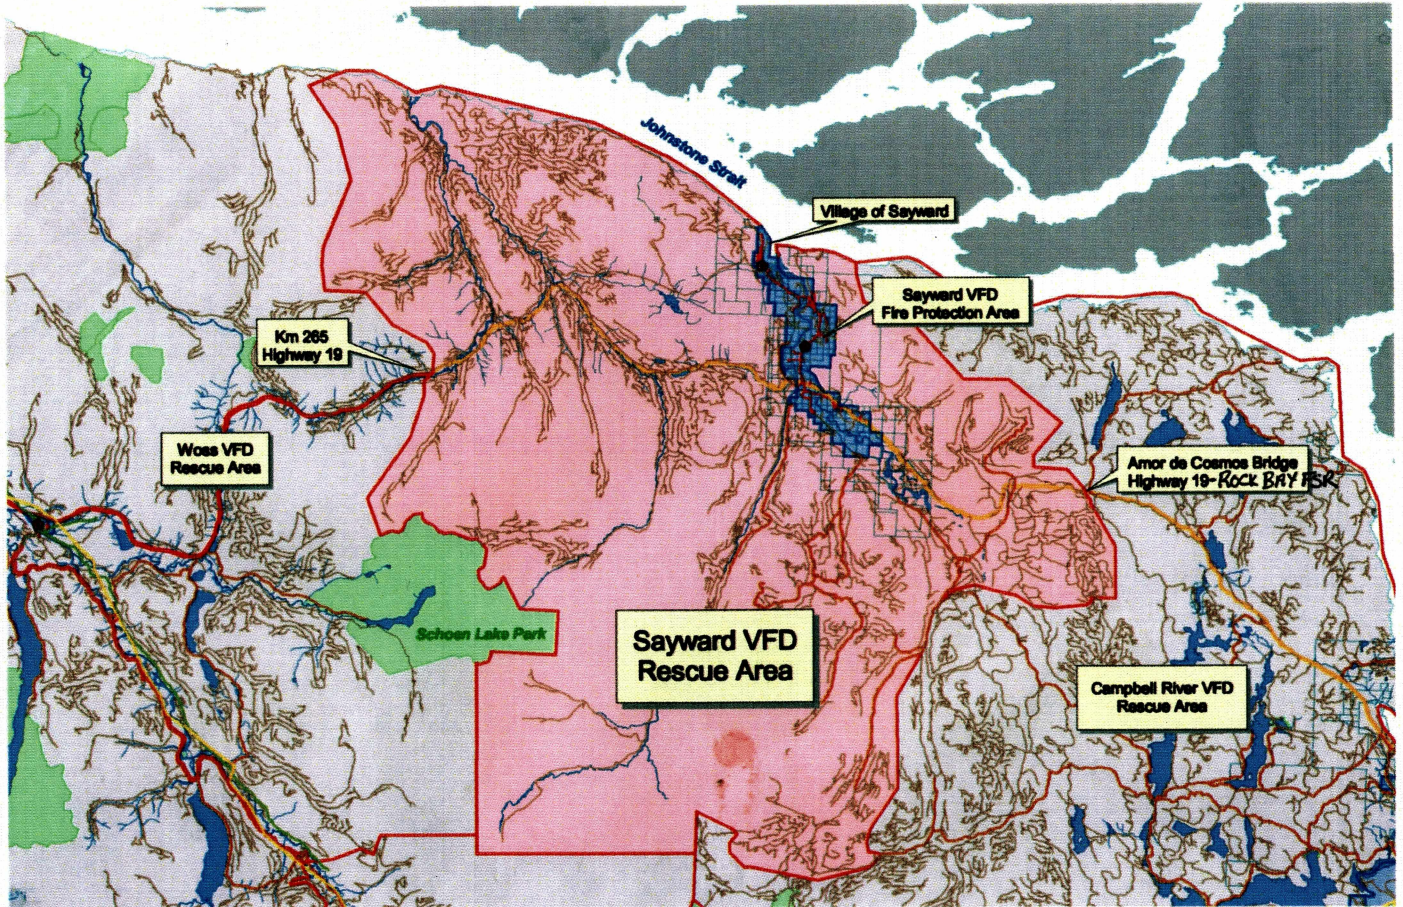 Johnstone Strait
Village of Sayward
Sayward VFD
Fire Protection Area
Km 265
Highway 19
Woss VFD
Rescue Area
Amor de Cosmos Bridge
Highway 19-ROCK BAY FSR
Schoen Lake Park
Sayward VFD
Rescue Area
Campbell River VFD
Rescue Area